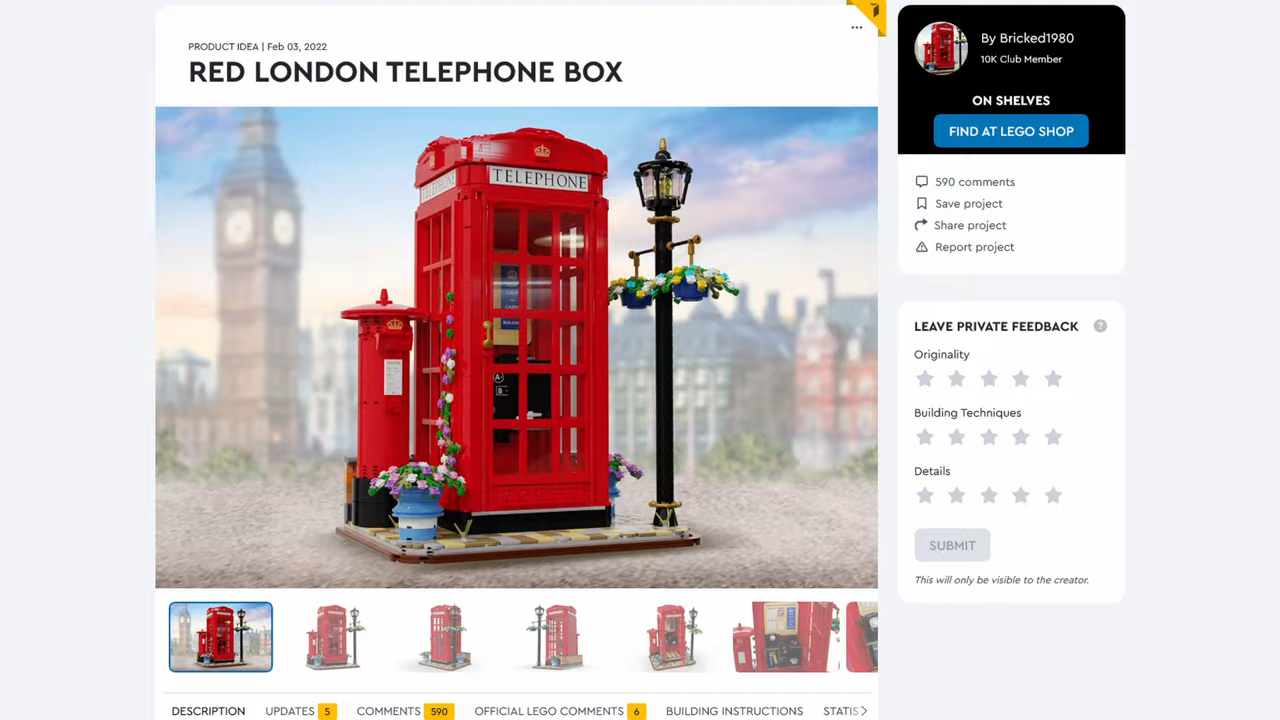 PRODUCT IDEA | Feb 03, 2022
RED LONDON TELEPHONE BOX
TELEPHONE
TELEPHONE
By Bricked1980
10K Club Member
ON SHELVES
FIND AT LEGO SHOP
590 comments
Save project
Share project
Report project
LEAVE PRIVATE FEEDBACK ?
Originality
Building Techniques
Details
SUBMIT
This will only be visible to the creator.
DESCRIPTION
UPDATES 5
COMMENTS 590
OFFICIAL LEGO COMMENTS 6
BUILDING INSTRUCTIONS
STATIS